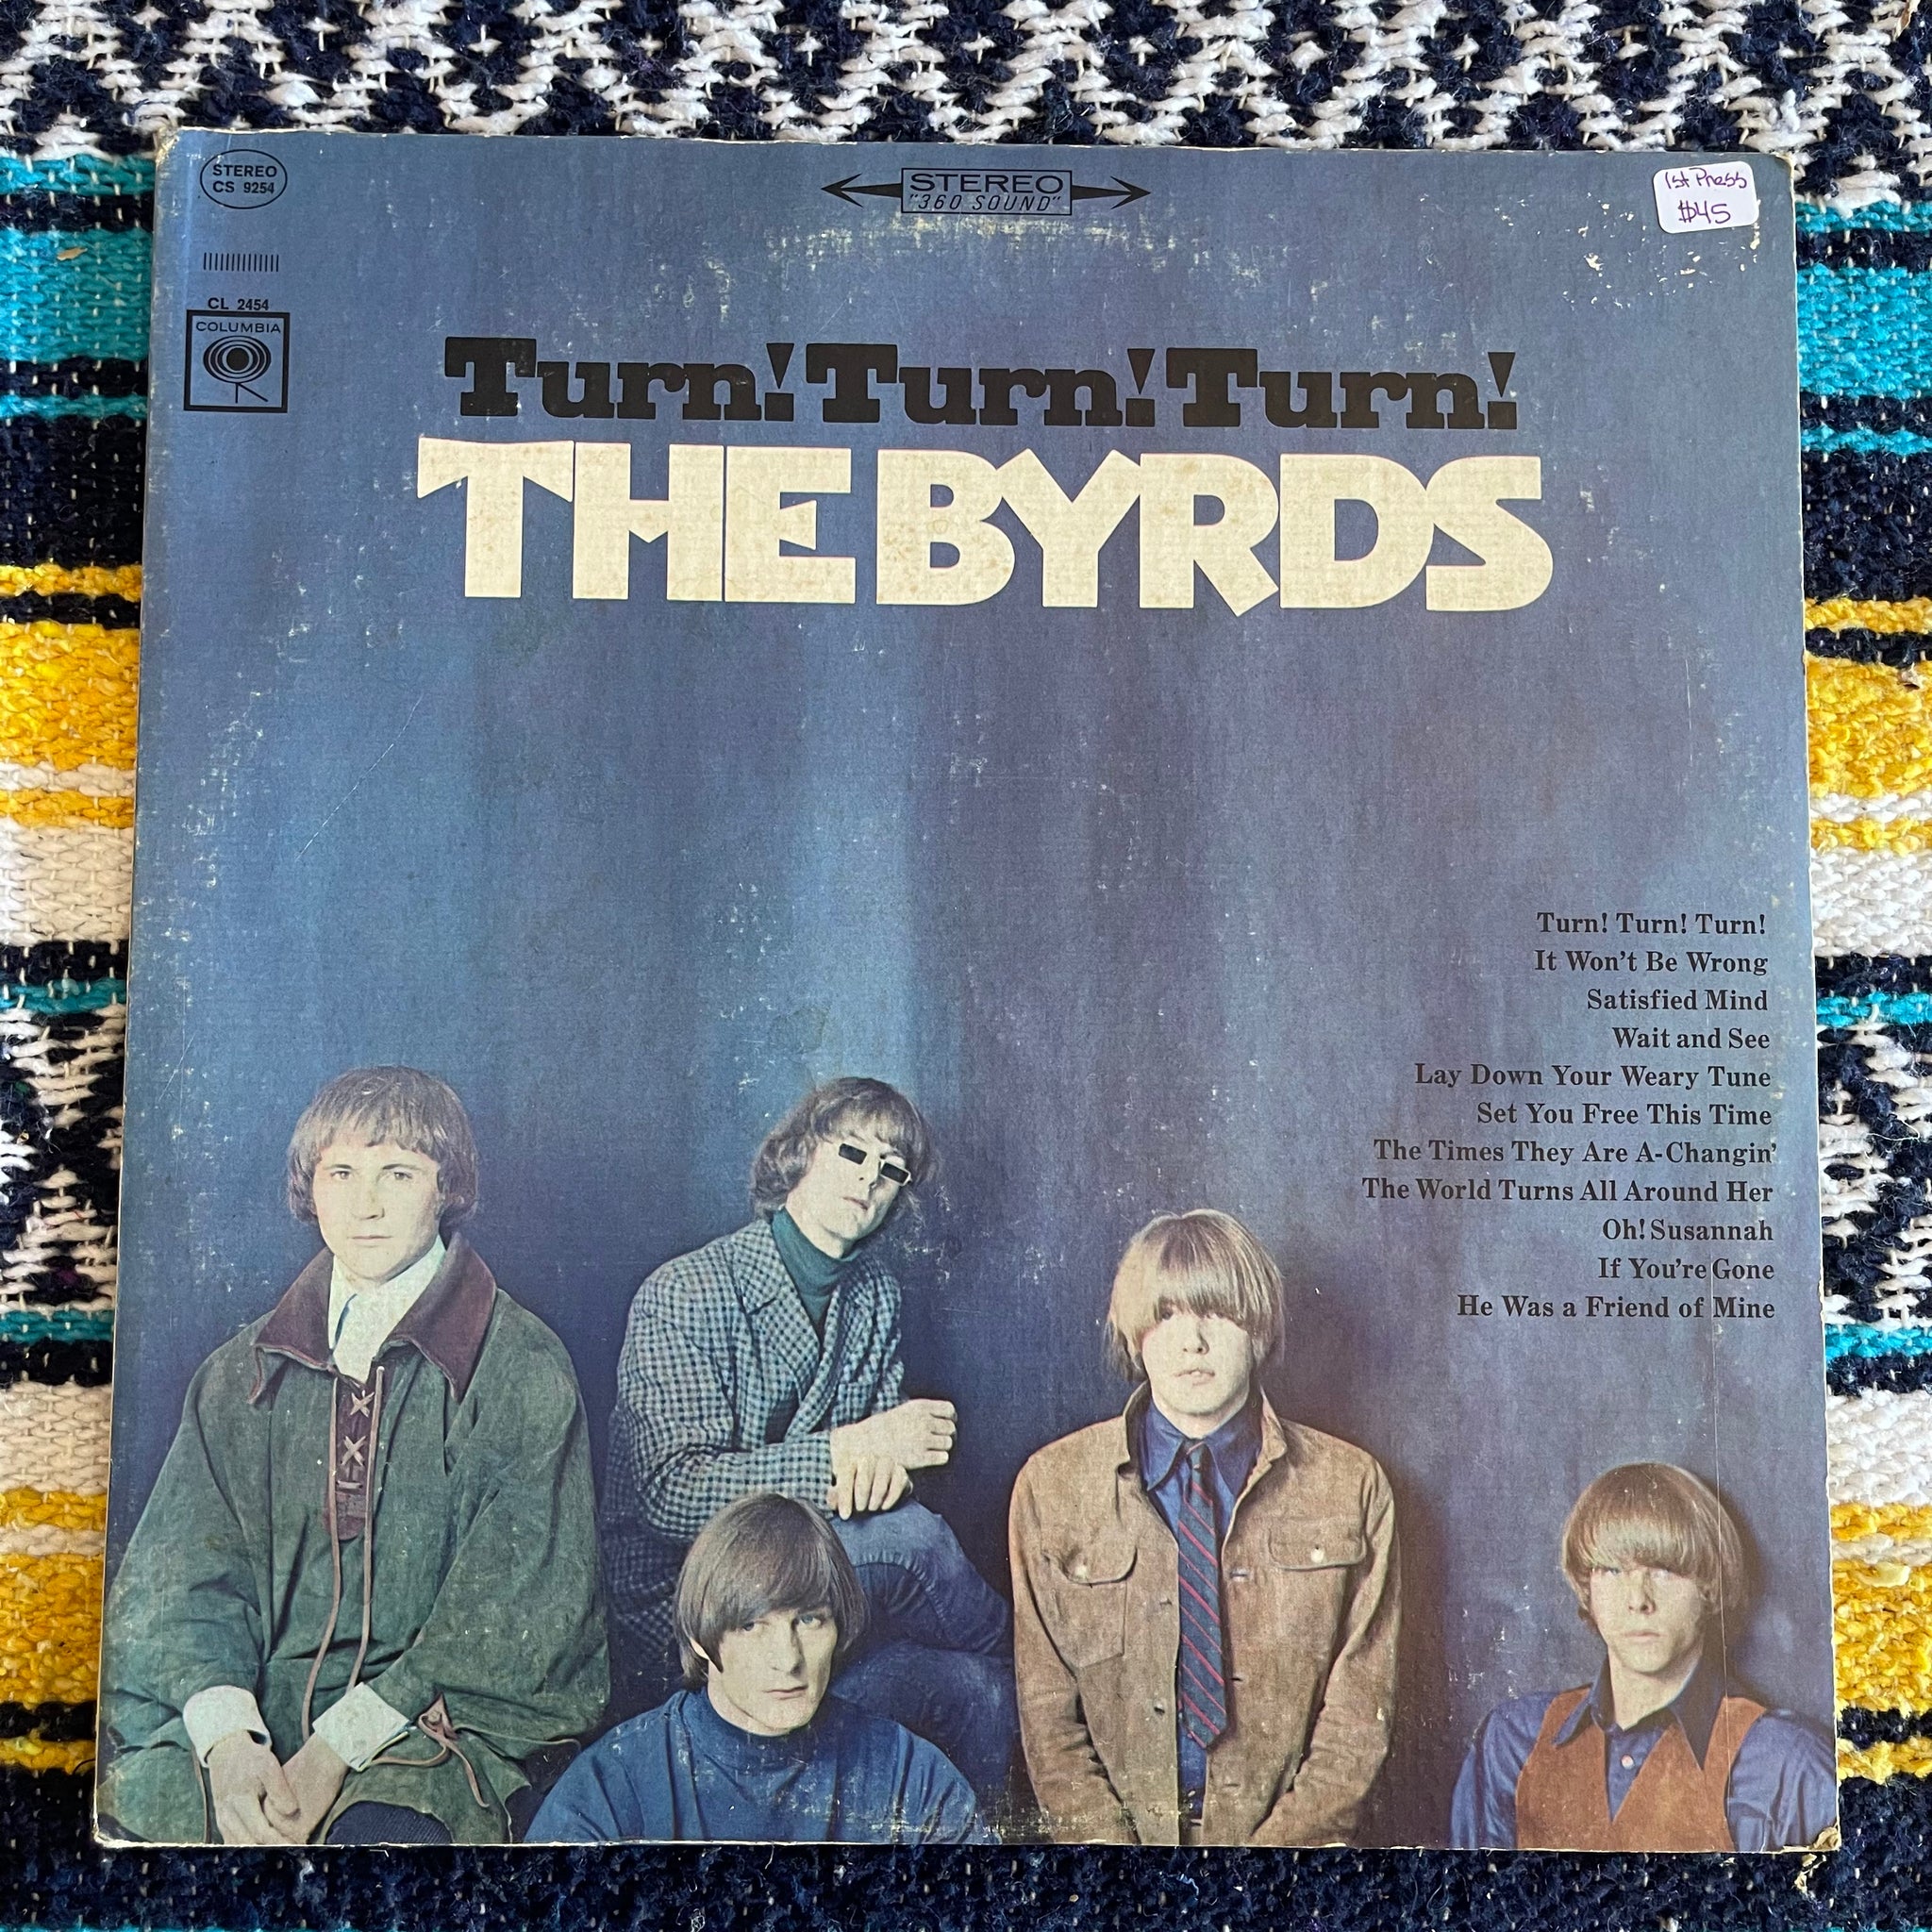 STEREO
CS 9254
STEREO
"360 SOUND"
1st Press
$45
CL 2454
COLUMBIA
Turn! Turn! Turn!
THE BYRDS
Turn! Turn! Turn!
It Won't Be Wrong
Satisfied Mind
Wait and See
Lay Down Your Weary Tune
Set You Free This Time
The Times They Are A-Changin'
The World Turns All Around Her
Oh! Susannah
If You're Gone
He Was a Friend of Mine